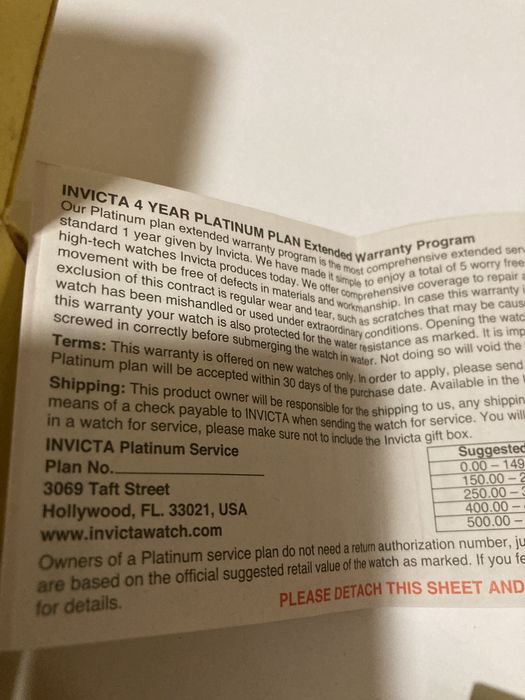 INVICTA 4 YEAR PLATINUM PLAN Extended Warranty Program
Our Platinum plan extended warranty program is the most comprehensive extended serv
standard 1 year given by Invicta. We have made it simple to enjoy a total of 5 worry free
high-tech watches Invicta produces today. We offer comprehensive coverage to repair
movement with be free of defects in materials and workmanship. In case this warranty
exclusion of this contract is regular wear and tear, such as scratches that may be caus
watch has been mishandled or used under extraordinary conditions. Opening the watc
this warranty your watch is also protected for the water resistance as marked. It is imp
screwed in correctly before submerging the watch in water. Not doing so will void the
Terms: This warranty is offered on new watches only. In order to apply, please send
Platinum plan will be accepted within 30 days of the purchase date. Available in the
Shipping: This product owner will be responsible for the shipping to us, any shippin
means of a check payable to INVICTA when sending the watch for service. You will
in a watch for service, please make sure not to include the Invicta gift box.
INVICTA Platinum Service
Plan No.
3069 Taft Street
Hollywood, FL. 33021, USA
www.invictawatch.com
Suggested
0.00 – 149
150.00 – 2
250.00 –
400.00 –
500.00 –
Owners of a Platinum service plan do not need a return authorization number, ju
are based on the official suggested retail value of the watch as marked. If you fe
for details.
PLEASE DETACH THIS SHEET AND